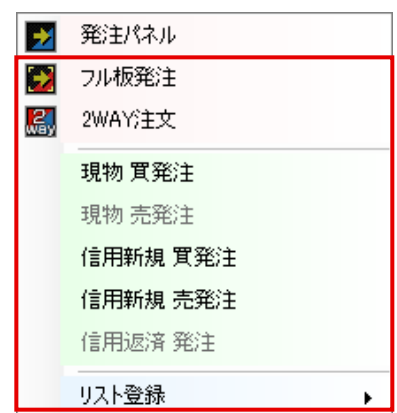 発注パネル
フル板発注
2 way
2WAY注文
現物 買発注
現物 売発注
信用新規 買発注
信用新規 売発注
信用返済 発注
リスト登録